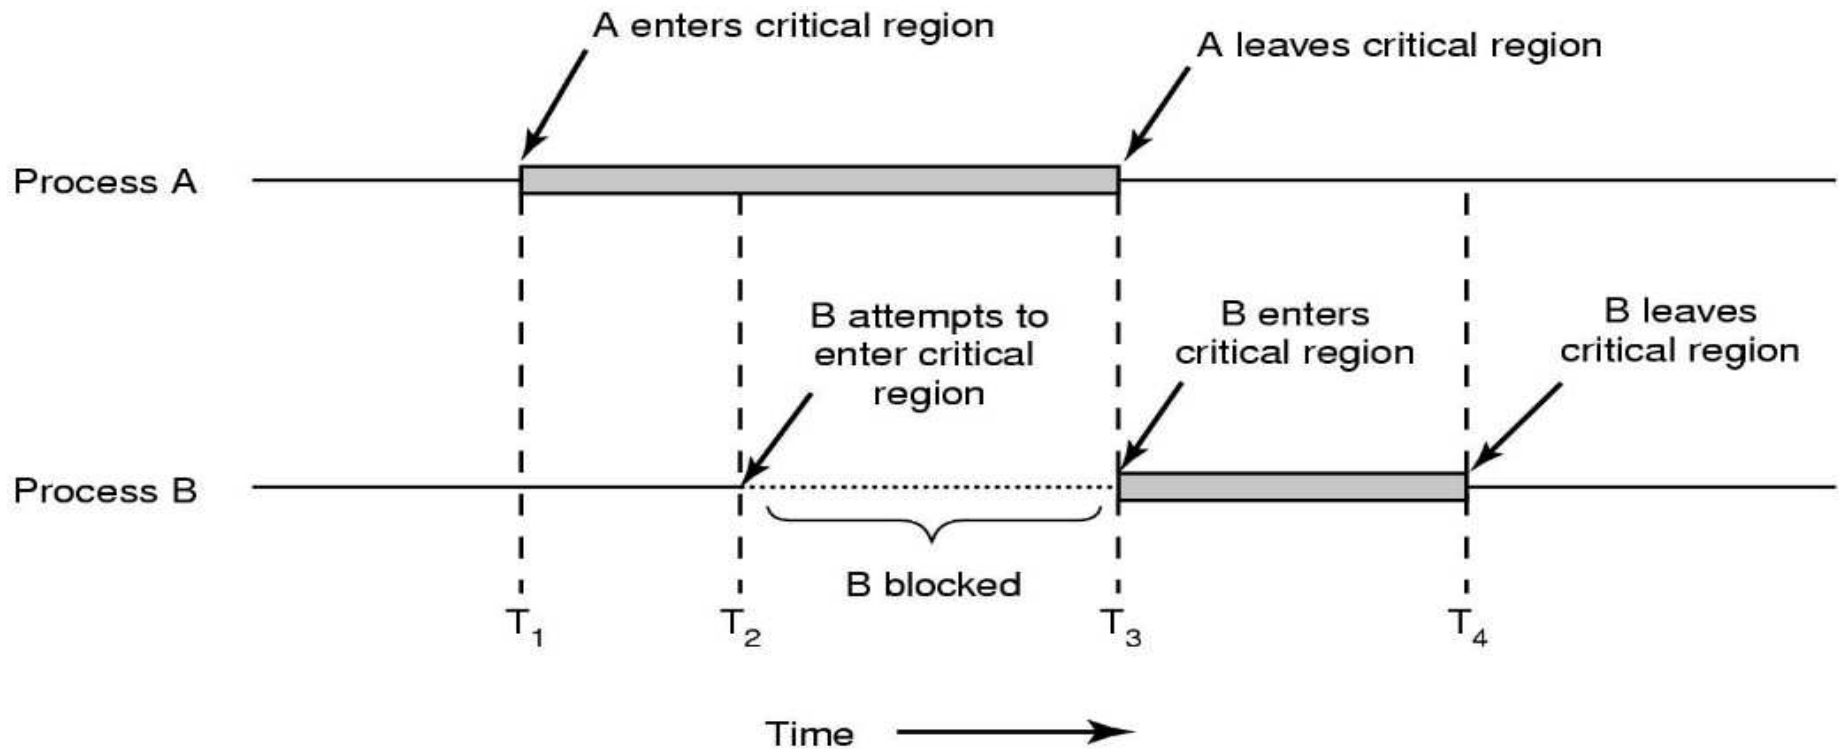 A enters critical region
A leaves critical region
Process A
B attempts to
enter critical
region
B enters
critical region
B leaves
critical region
Process B
B blocked
T1
T2
T3
T4
Time